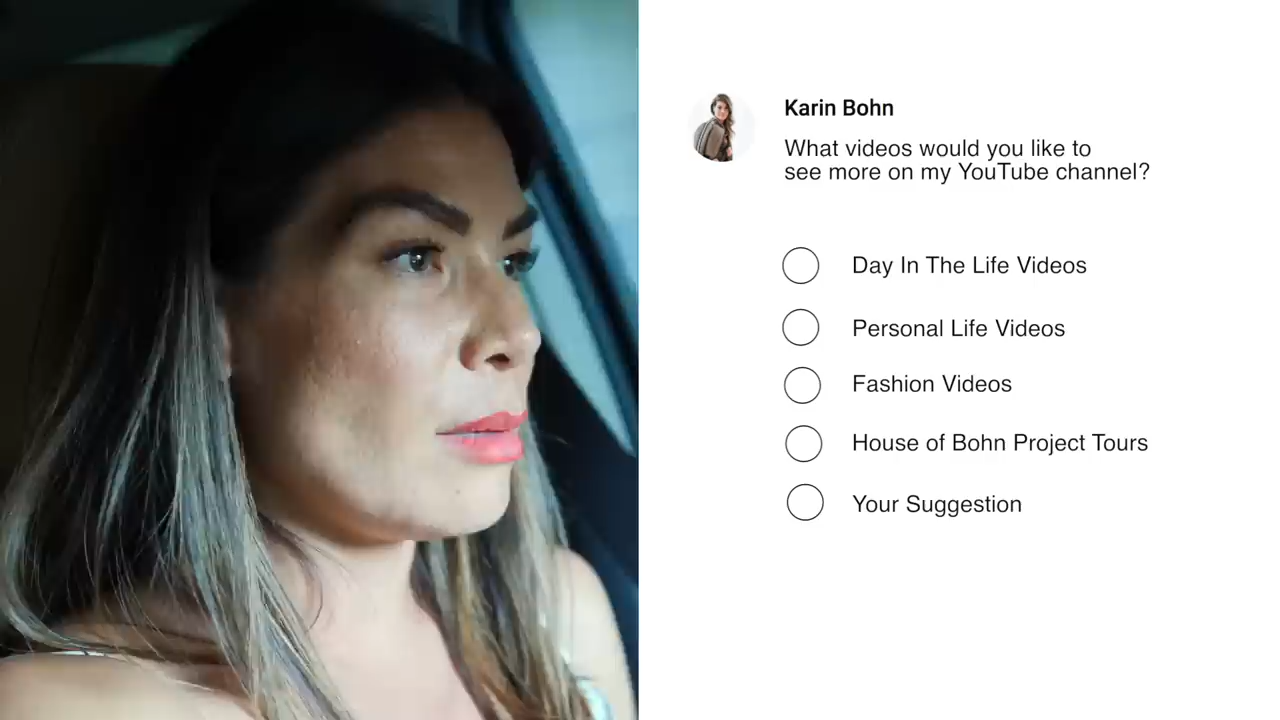 Karin Bohn
What videos would you like to
see more on my YouTube channel?
Day In The Life Videos
Personal Life Videos
Fashion Videos
House of Bohn Project Tours
Your Suggestion